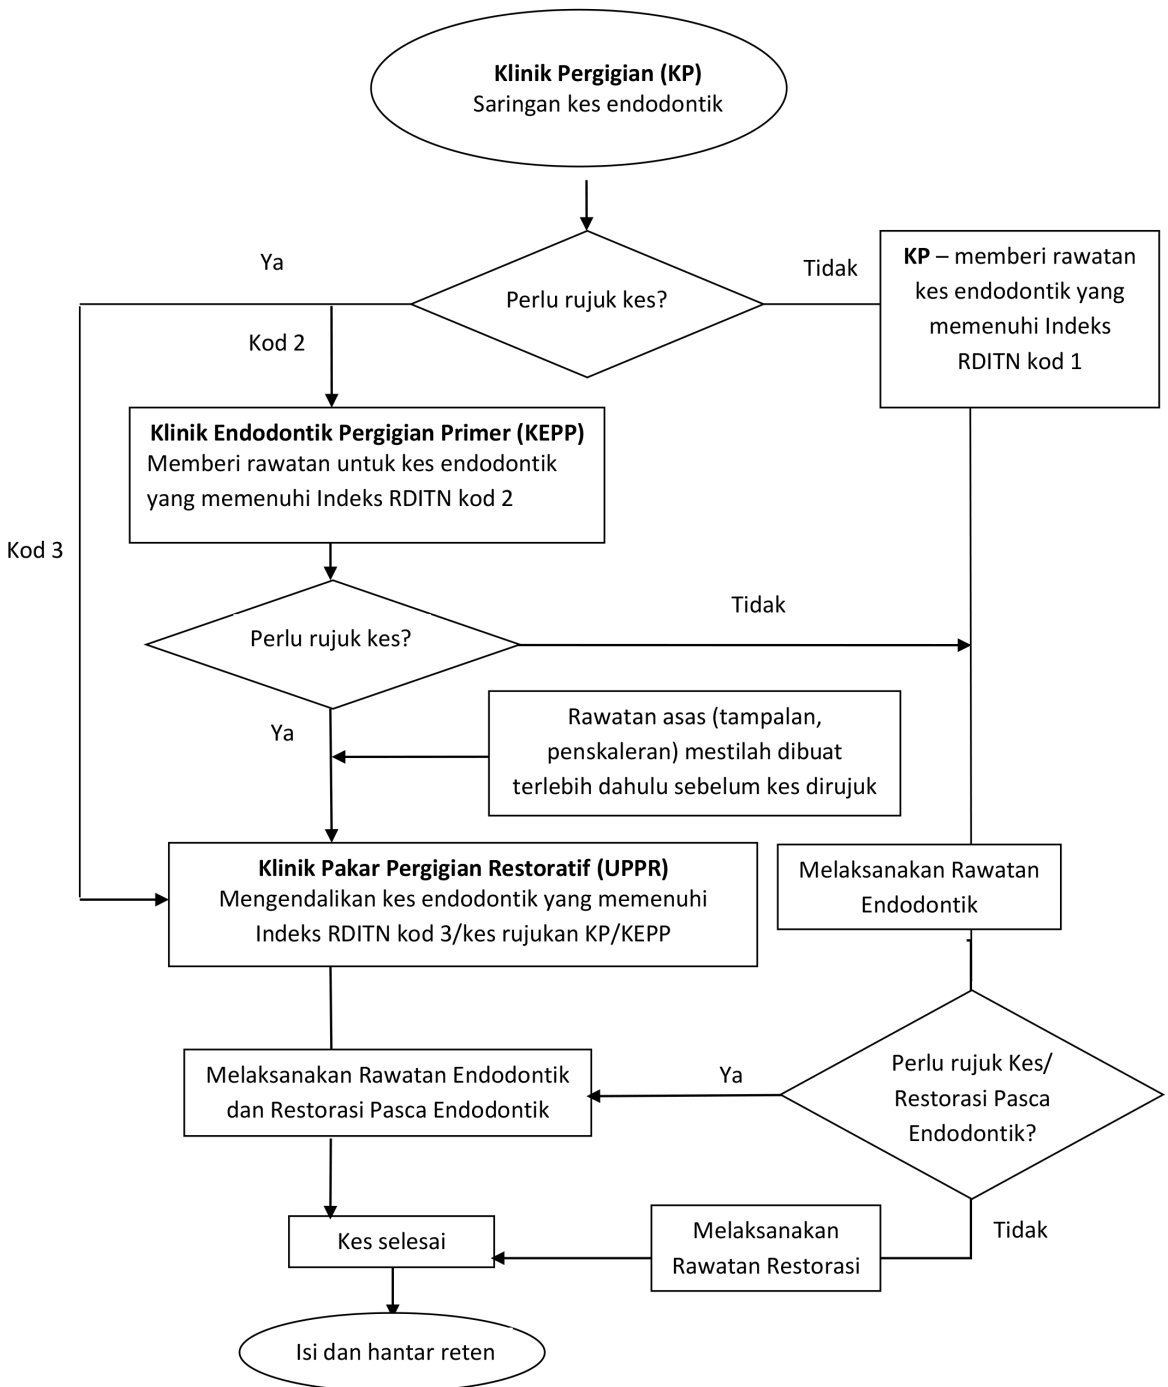 Klinik Pergigian (KP)
Saringan kes endodontik
Ya
Tidak
Perlu rujuk kes?
KP – memberi rawatan
kes endodontik yang
memenuhi Indeks
RDITN kod 1
Kod 2
Klinik Endodontik Pergigian Primer (KEPP)
Memberi rawatan untuk kes endodontik
yang memenuhi Indeks RDITN kod 2
Kod 3
Tidak
Perlu rujuk kes?
Ya
Rawatan asas (tampalan,
penskaleran) mestilah dibuat
terlebih dahulu sebelum kes dirujuk
Klinik Pakar Pergigian Restoratif (UPPR)
Mengendalikan kes endodontik yang memenuhi
Indeks RDITN kod 3/kes rujukan KP/KEPP
Melaksanakan Rawatan
Endodontik
Melaksanakan Rawatan Endodontik
dan Restorasi Pasca Endodontik
Ya
Perlu rujuk Kes/
Restorasi Pasca
Endodontik?
Tidak
Melaksanakan
Rawatan Restorasi
Kes selesai
Isi dan hantar reten